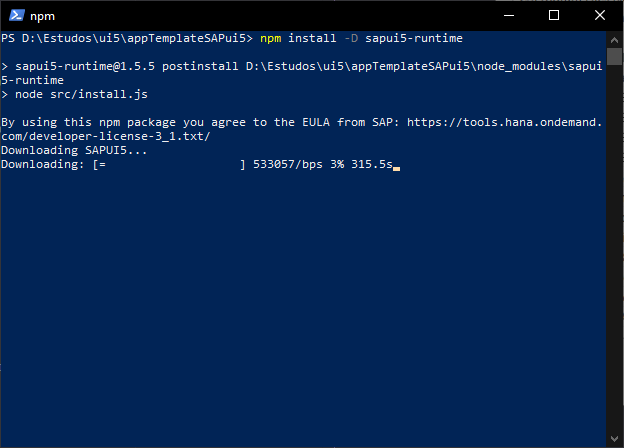 npm
PS D:\Estudos\ui5\appTemplateSAPui5> npm install -D sapui5-runtime
> sapui5-runtime@1.5.5 postinstall D:\Estudos\ui5\appTemplateSAPui5\node_modules\sapui
5-runtime
> node src/install.js
By using this npm package you agree to the EULA from SAP: https://tools.hana.ondemand.
com/developer-license-3_1.txt/
Downloading SAPUI5...
Downloading: [=                    ] 533057/bps 3% 315.5s